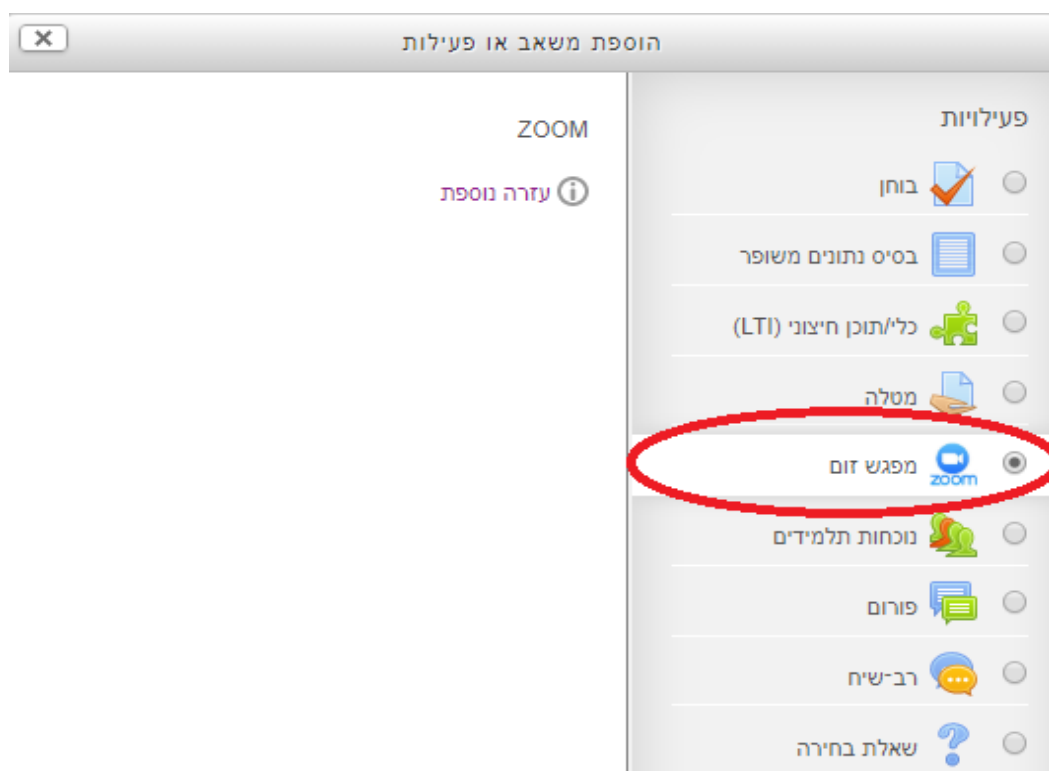 הוספת משאב או פעילות
פעילויות
בוחן
בסיס נתונים משופר
כלי/תוכן חיצוני (LTI)
מטלה
zoom מפגש זום
נוכחות תלמידים
פורום
רב־שיח
שאלת בחירה
ZOOM
עזרה נוספת